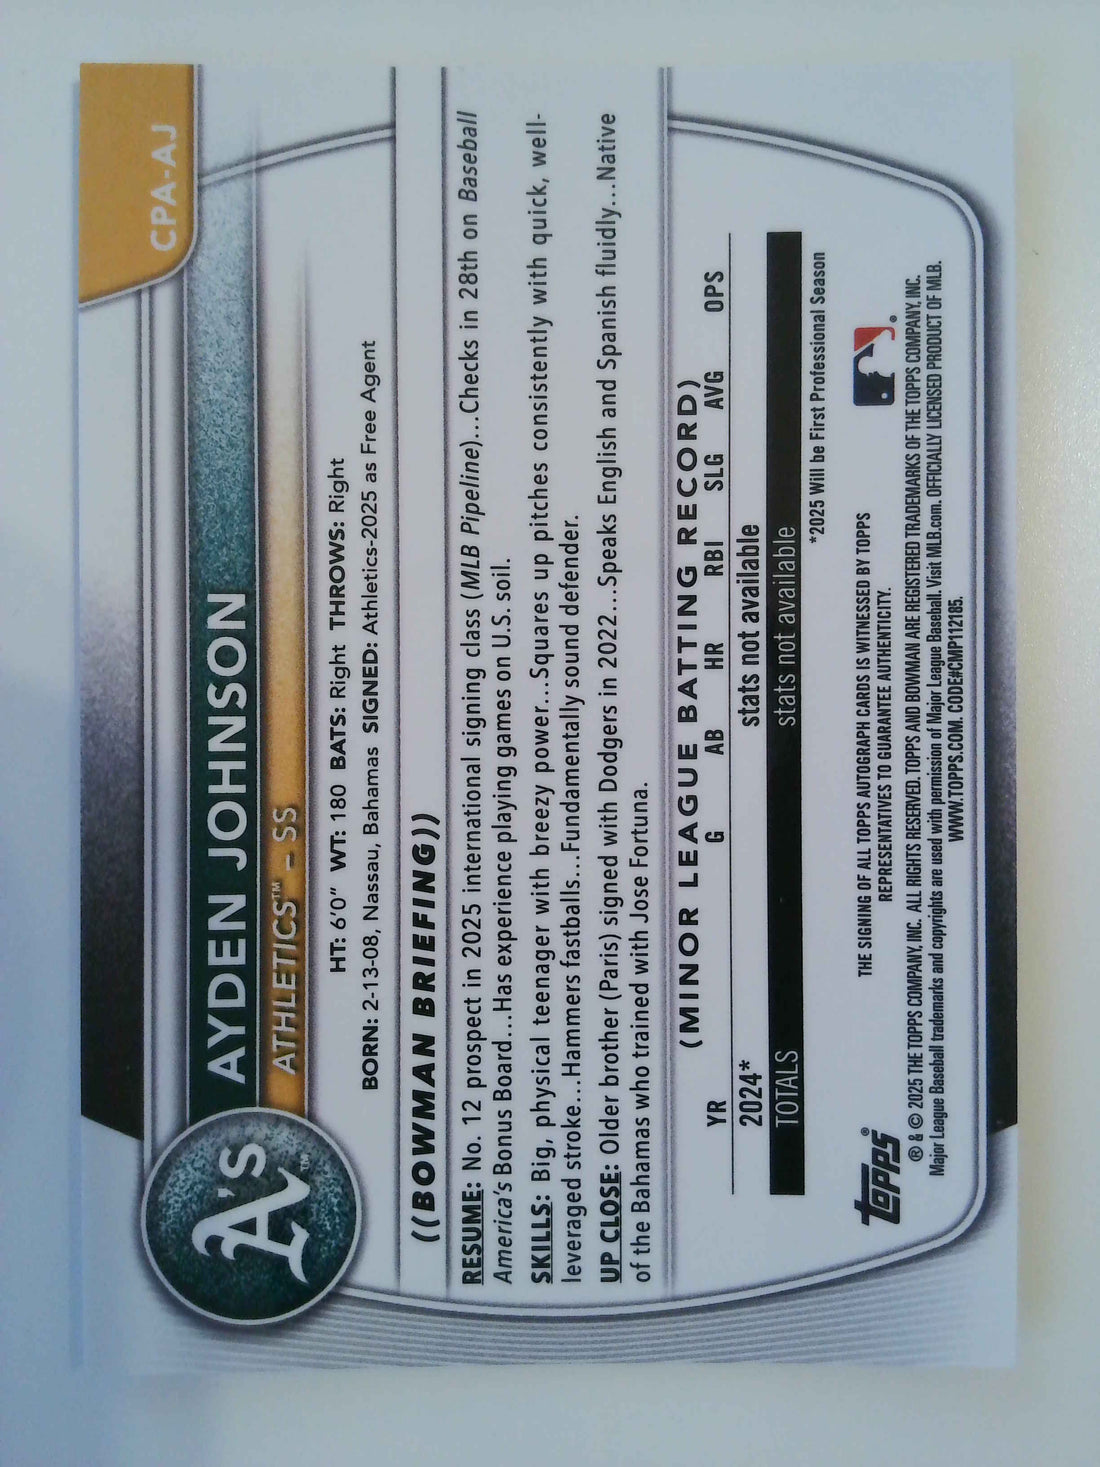 CPA-AJ
AYDEN JOHNSON
ATHLETICS™ – SS
A's™
HT: 6'0" WT: 180 BATS: Right THROWS: Right
BORN: 2-13-08, Nassau, Bahamas SIGNED: Athletics-2025 as Free Agent
((BOWMAN BRIEFING))
RESUME: No. 12 prospect in 2025 international signing class (MLB Pipeline)...Checks in 28th on Baseball
America's Bonus Board...Has experience playing games on U.S. soil.
SKILLS: Big, physical teenager with breezy power...Squares up pitches consistently with quick, well-
leveraged stroke...Hammers fastballs...Fundamentally sound defender.
UP CLOSE: Older brother (Paris) signed with Dodgers in 2022...Speaks English and Spanish fluidly...Native
of the Bahamas who trained with Jose Fortuna.
(MINOR LEAGUE BATTING RECORD)
YR G AB HR RBI SLG AVG OPS
2024* stats not available
TOTALS stats not available
*2025 Will be First Professional Season
THE SIGNING OF ALL TOPPS AUTOGRAPH CARDS IS WITNESSED BY TOPPS
REPRESENTATIVES TO GUARANTEE AUTHENTICITY.
Topps®
® & © 2025 THE TOPPS COMPANY, INC. ALL RIGHTS RESERVED. TOPPS AND BOWMAN ARE REGISTERED TRADEMARKS OF THE TOPPS COMPANY, INC.
Major League Baseball trademarks and copyrights are used with permission of Major League Baseball. Visit MLB.com. OFFICIALLY LICENSED PRODUCT OF MLB.
WWW.TOPPS.COM. CODE#CMP112185.